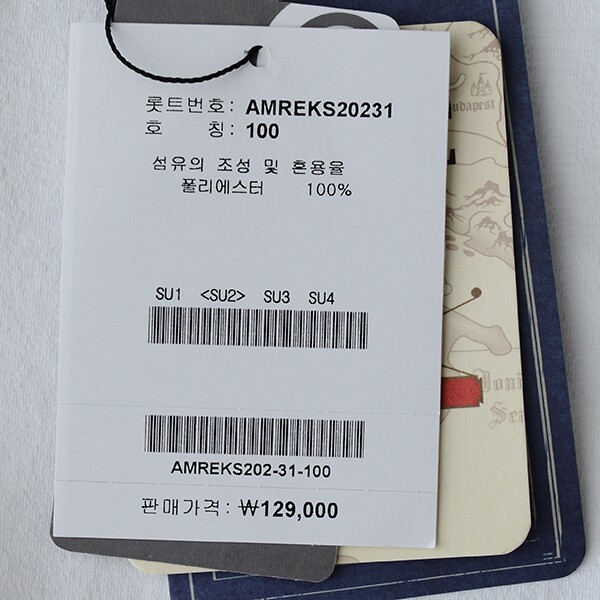 롯트번호: AMREKS20231
호 칭: 100
섬유의 조성 및 혼용율
폴리에스터 100%
SU1 <SU2> SU3 SU4
AMREKS202-31-100
판매가격: ₩129,000
udapest